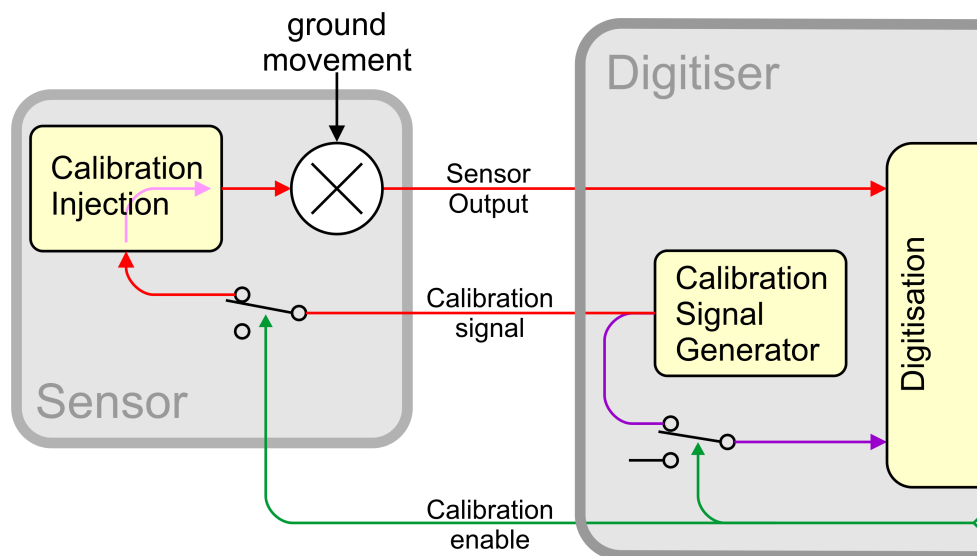 ground
movement
Digitiser
Calibration
Injection
Sensor
Output
Calibration
signal
Calibration
Signal
Generator
Digitisation
Sensor
Calibration
enable